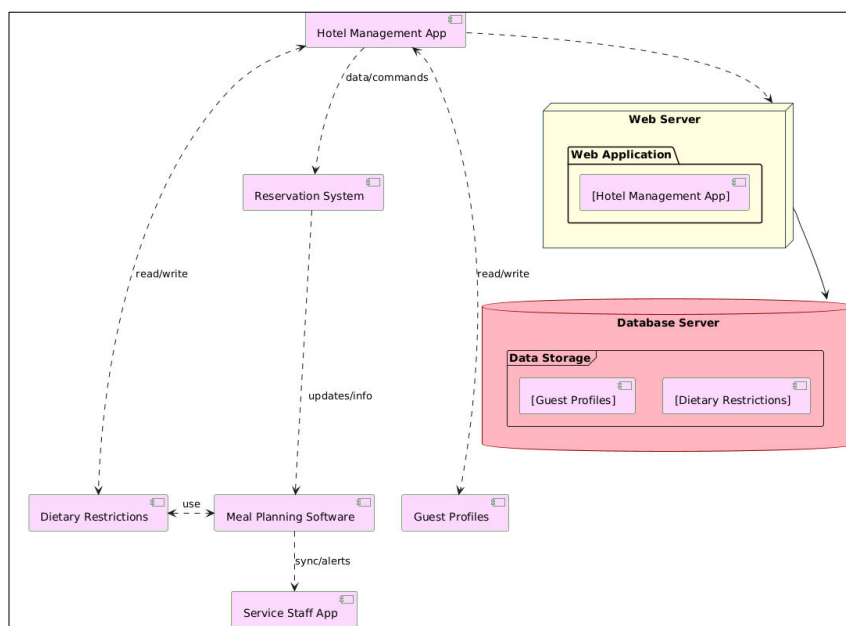 Hotel Management App
data/commands
Web Server
Web Application
[Hotel Management App]
Reservation System
read/write
read/write
Database Server
Data Storage
[Guest Profiles]
[Dietary Restrictions]
updates/info
Dietary Restrictions
use
Meal Planning Software
Guest Profiles
sync/alerts
Service Staff App